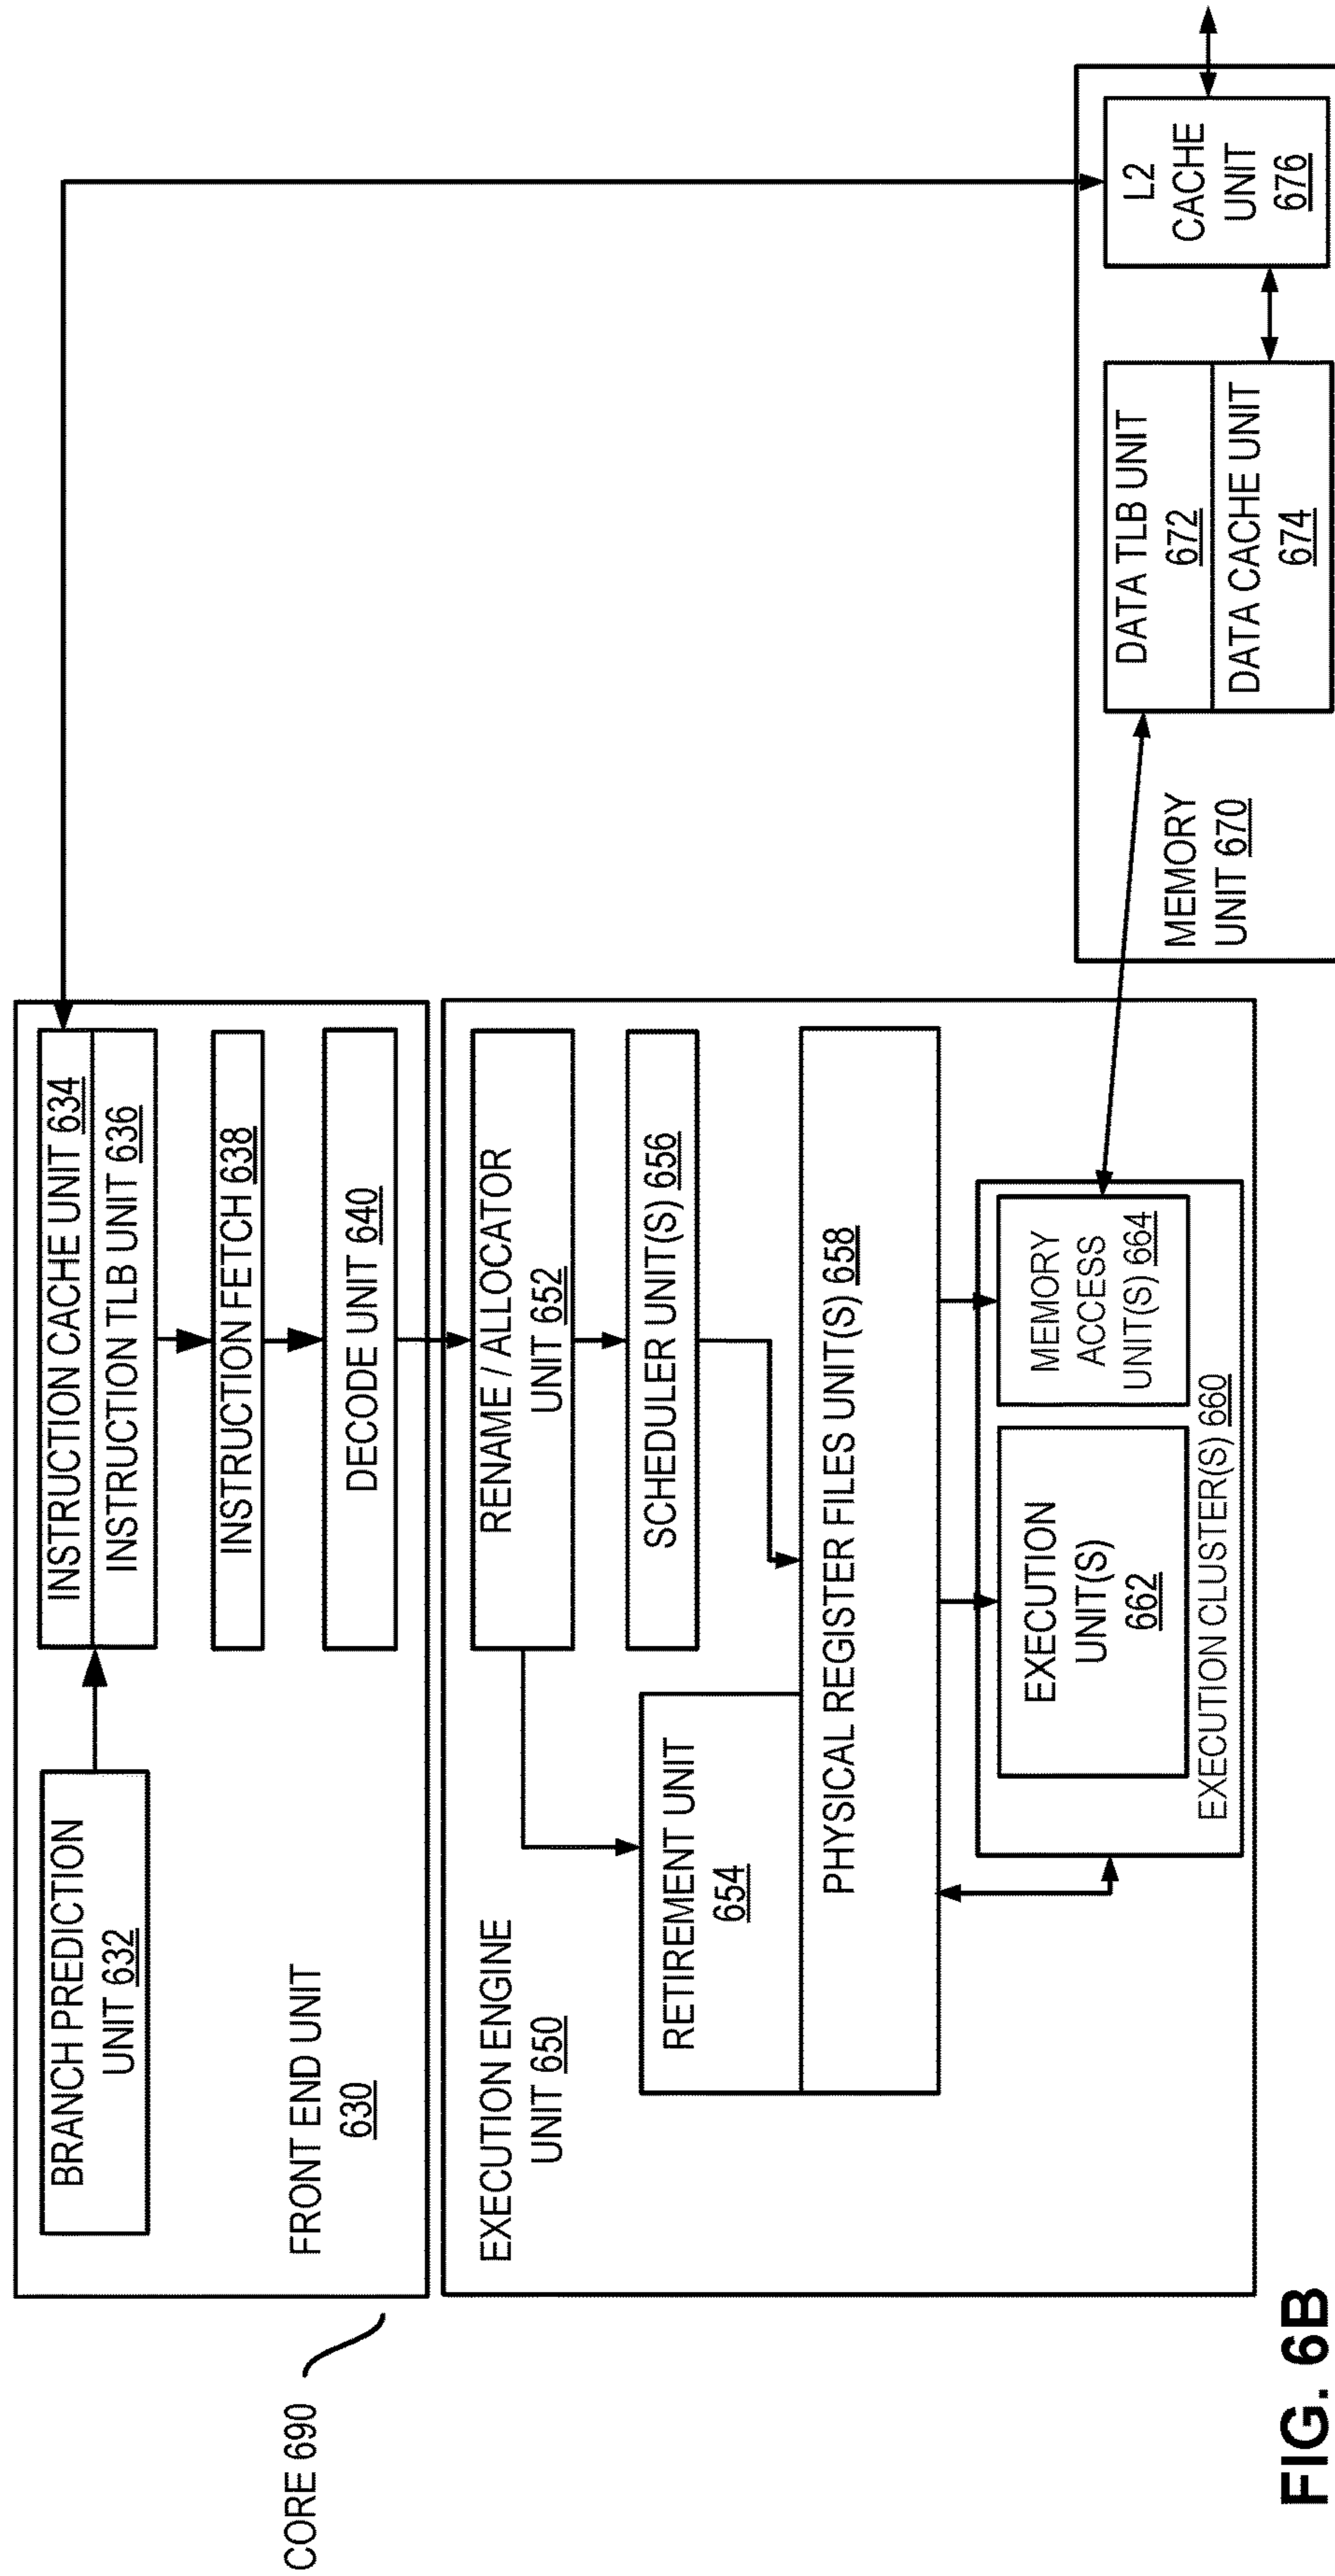 CORE 690
BRANCH PREDICTION
UNIT 632
INSTRUCTION CACHE UNIT 634
INSTRUCTION TLB UNIT 636
INSTRUCTION FETCH 638
FRONT END UNIT
630
DECODE UNIT 640
EXECUTION ENGINE
UNIT 650
RENAME / ALLOCATOR
UNIT 652
RETIREMENT UNIT
654
SCHEDULER UNIT(S) 656
PHYSICAL REGISTER FILES UNIT(S) 658
EXECUTION
UNIT(S)
662
MEMORY
ACCESS
UNIT(S) 664
EXECUTION CLUSTER(S) 660
MEMORY
UNIT 670
DATA TLB UNIT
672
DATA CACHE UNIT
674
L2
CACHE
UNIT
676
FIG. 6B